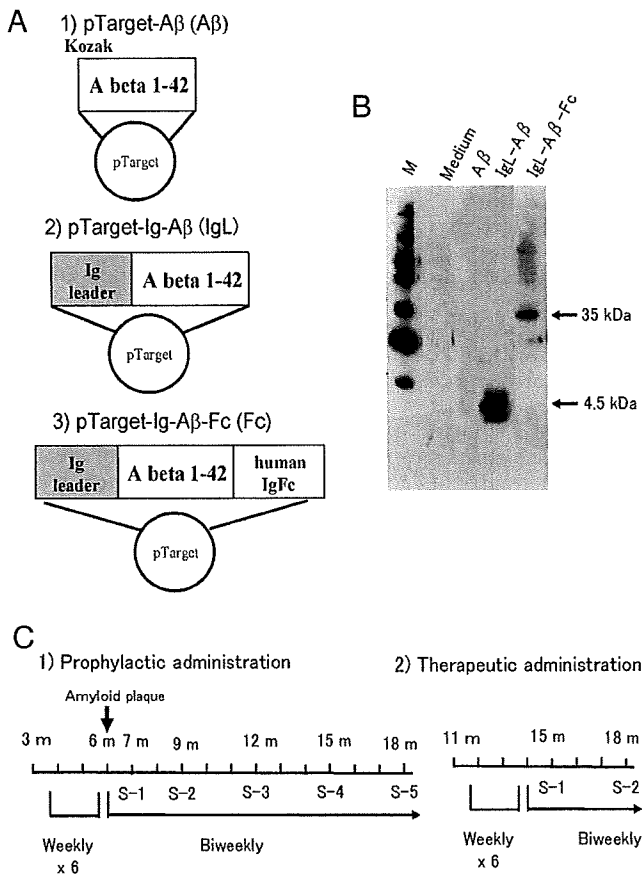 A
1) pTarget-Aβ (Aβ)
Kozak
A beta 1-42
pTarget
2) pTarget-Ig-Aβ (IgL)
Ig
leader
A beta 1-42
pTarget
3) pTarget-Ig-Aβ-Fc (Fc)
Ig
leader
A beta 1-42
human
IgFc
pTarget
B
M
Medium
Aβ
IgL-Aβ
IgL-Aβ-Fc
35 kDa
4.5 kDa
C
1) Prophylactic administration
Amyloid plaque
3 m 6 m 7 m 9 m 12 m 15 m 18 m
S-1 S-2 S-3 S-4 S-5
Weekly
x 6
Biweekly
2) Therapeutic administration
11 m 15 m 18 m
S-1 S-2
Weekly
x 6
Biweekly